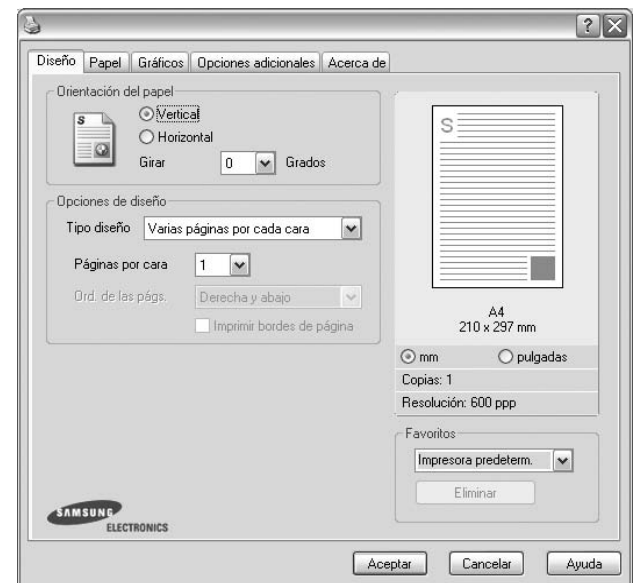 Diseño Papel Gráficos Opciones adicionales Acerca de
Orientación del papel
S
Vertical
Horizontal
Girar 0 Grados
Opciones de diseño
Tipo diseño Varias páginas por cada cara
Páginas por cara 1
Ord. de las págs. Derecha y abajo
Imprimir bordes de página
S
A4
210 x 297 mm
mm pulgadas
Copias: 1
Resolución: 600 ppp
Favoritos
Impresora predeterm.
Eliminar
SAMSUNG
ELECTRONICS
Aceptar Cancelar Ayuda